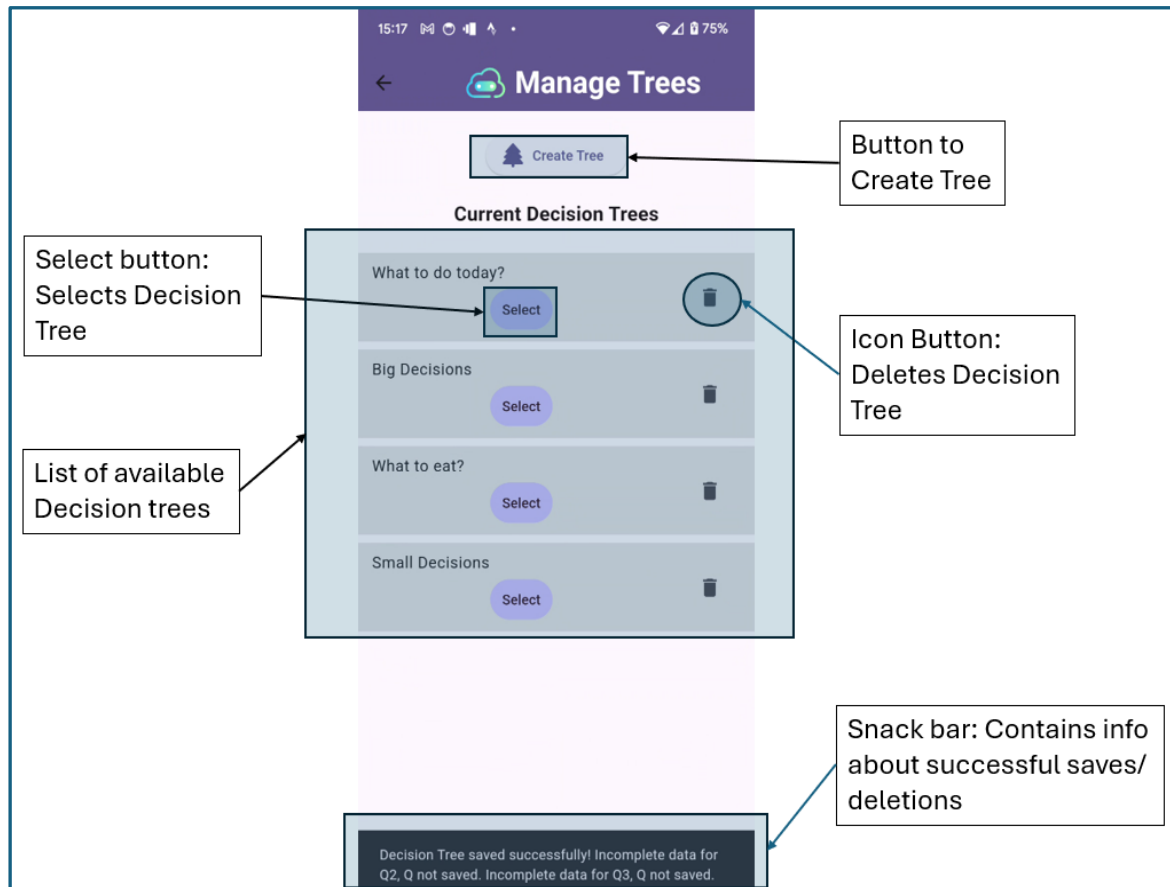 15:17
75%
Manage Trees
Create Tree
Button to
Create Tree
Current Decision Trees
Select button:
Selects Decision
Tree
What to do today?
Select
Icon Button:
Deletes Decision
Tree
Big Decisions
Select
List of available
Decision trees
What to eat?
Select
Small Decisions
Select
Snack bar: Contains info
about successful saves/
deletions
Decision Tree saved successfully! Incomplete data for
Q2, Q not saved. Incomplete data for Q3, Q not saved.